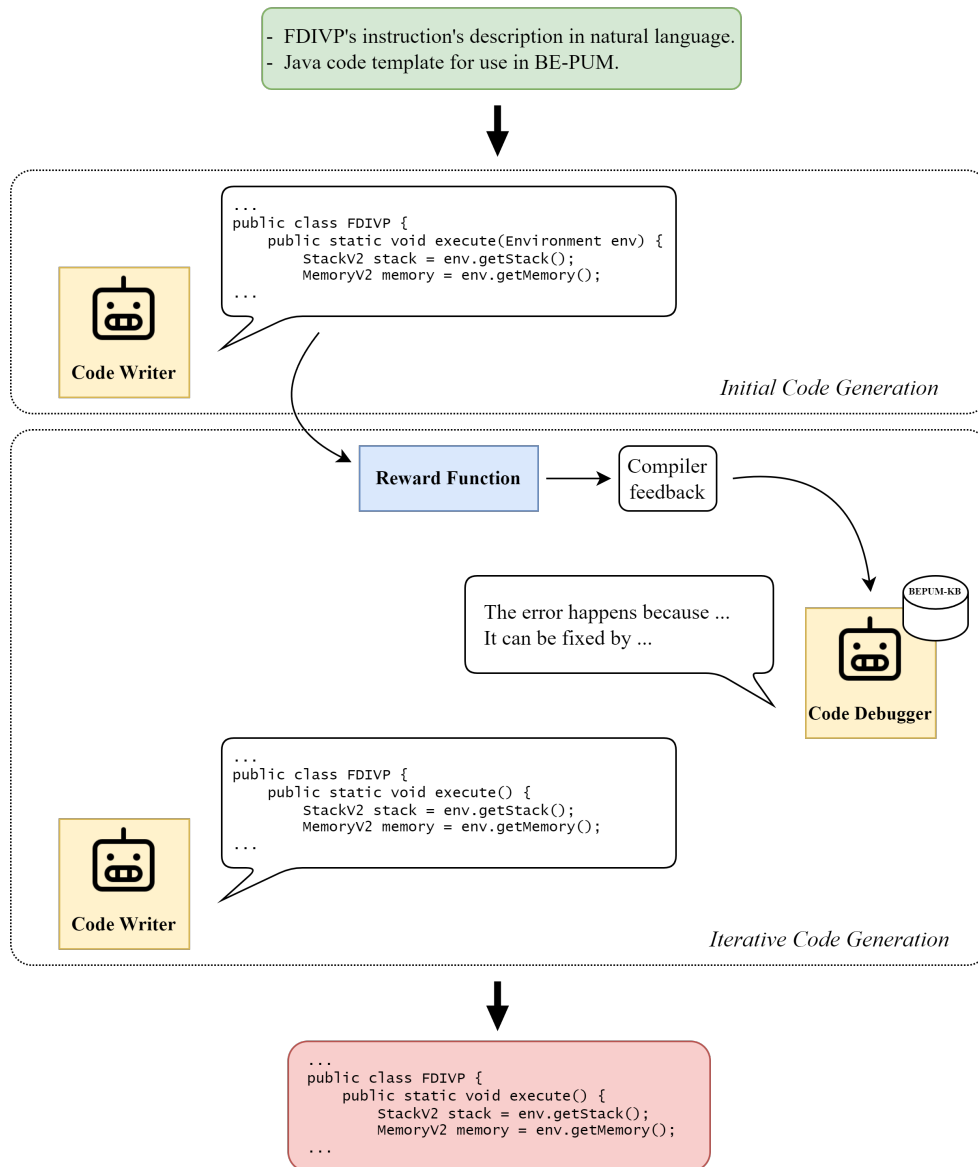 - FDIVP's instruction's description in natural language.
- Java code template for use in BE-PUM.
...
public class FDIVP {
    public static void execute(Environment env) {
        StackV2 stack = env.getStack();
        MemoryV2 memory = env.getMemory();
...
Code Writer
Initial Code Generation
Reward Function
Compiler
feedback
BEPUM-KB
The error happens because ...
It can be fixed by ...
Code Debugger
...
public class FDIVP {
    public static void execute() {
        StackV2 stack = env.getStack();
        MemoryV2 memory = env.getMemory();
...
Code Writer
Iterative Code Generation
...
public class FDIVP {
    public static void execute() {
        StackV2 stack = env.getStack();
        MemoryV2 memory = env.getMemory();
...